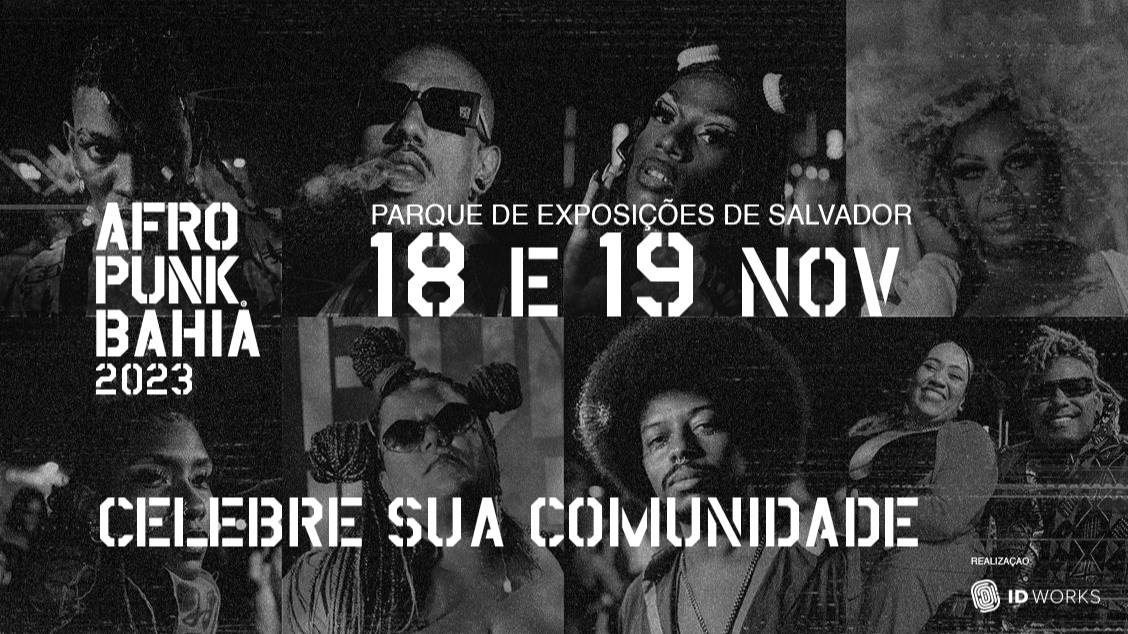 AFRO
PUNK
BAHIA
2023
PARQUE DE EXPOSIÇÕES DE SALVADOR
18 E 19 NOV
CELEBRE SUA COMUNIDADE
REALIZAÇÃO
ID WORKS